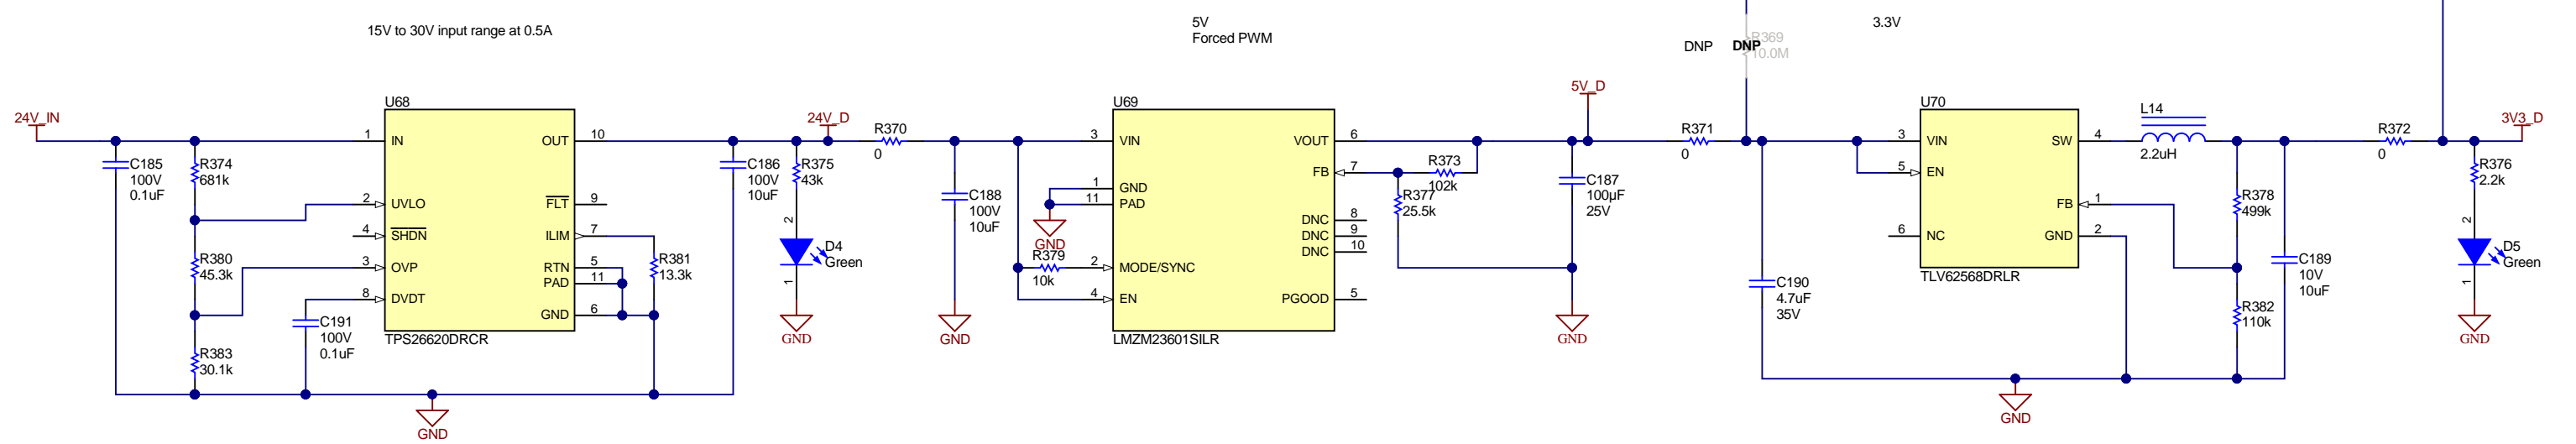 15V to 30V input range at 0.5A
24V_IN
C185
100V
0.1uF
R374
681k
R380
45.3k
R383
30.1k
C191
100V
0.1uF
U68
1
IN
OUT
10
2
UVLO
FLT
9
4
SHDN
ILIM
7
3
OVP
RTN
5
PAD
11
8
DVDT
GND
6
TPS26620DRCR
R381
13.3k
GND
C186
100V
10uF
R375
43k
2
D4
Green
1
GND
24V_D
R370
0
C188
100V
10uF
GND
5V
Forced PWM
U69
3
VIN
VOUT
6
FB
7
1
GND
11
PAD
GND
DNC
8
DNC
9
DNC
10
R379
10k
2
MODE/SYNC
4
EN
PGOOD
5
LMZM23601SILR
R373
102k
R377
25.5k
C187
100µF
25V
GND
5V_D
R371
0
DNP
DNP
R369
10.0M
3.3V
C190
4.7uF
35V
U70
3
VIN
SW
4
5
EN
FB
1
6
NC
GND
2
TLV62568DRLR
L14
2.2uH
R378
499k
R382
110k
C189
10V
10uF
GND
R372
0
3V3_D
R376
2.2k
2
D5
Green
1
GND